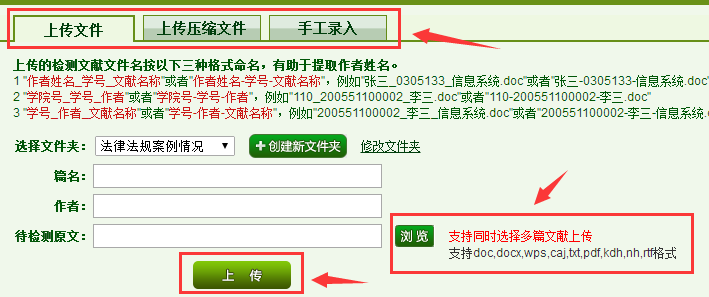 上传文件 上传压缩文件 手工录入
上传的检测文献文件名按以下三种格式命名，有助于提取作者姓名。
1 "作者姓名_学号_文献名称"或者"作者姓名-学号-文献名称"，例如"张三_0305133_信息系统.doc"或者"张三-0305133-信息系统.doc"
2 "学院号_学号_作者"或者"学院号-学号-作者"，例如"110_200551100002_李三.doc"或者"110-200551100002-李三.doc"
3 "学号_作者_文献名称"或者"学号-作者-文献名称"，例如"200551100002_李三_信息系统.doc"或者"200551100002-李三-信息系统.d
选择文件夹： 法律法规案例情况 创建新文件夹 修改文件夹
篇名：
作者：
待检测原文： 浏 览 支持同时选择多篇文献上传
支持doc,docx,wps,caj,txt,pdf,kdh,nh,rtf格式
上 传